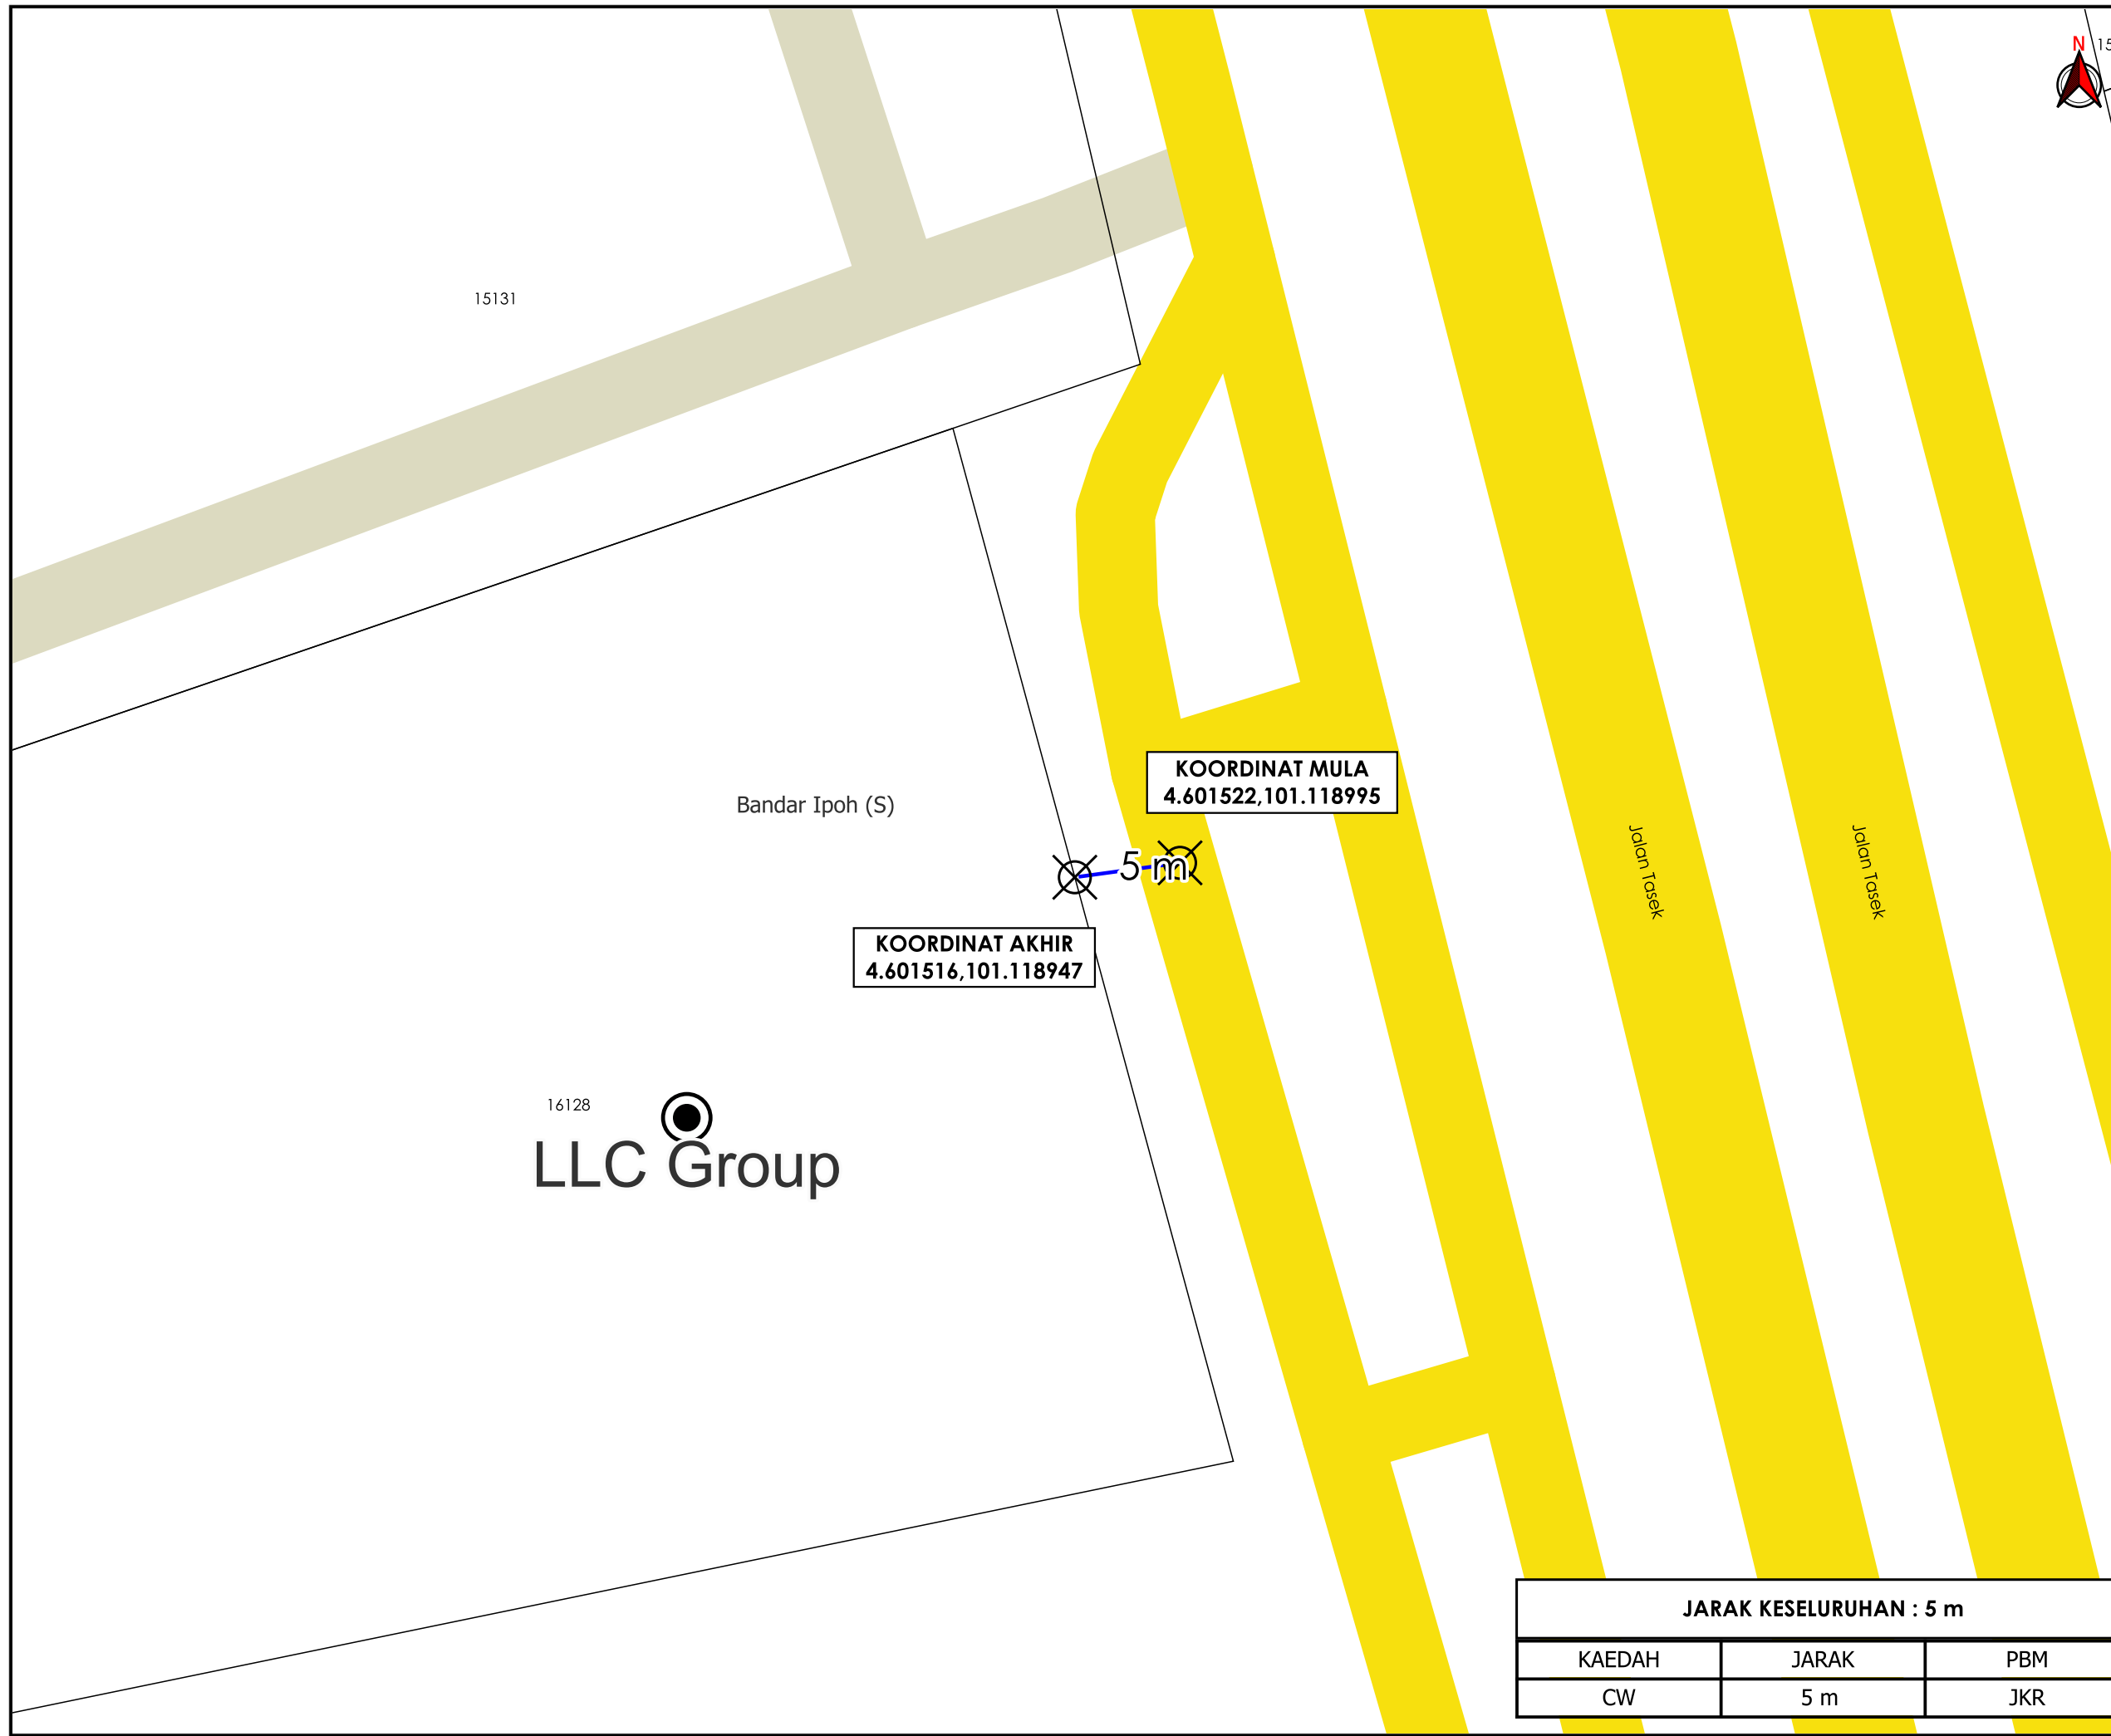 N
15131
KOORDINAT MULA
4.601522,101.118995
Bandar Ipoh (S)
5 m
Jalan Tasek
Jalan Tasek
KOORDINAT AKHIR
4.601516,101.118947
16128
LLC Group
JARAK KESELURUHAN : 5 m
KAEDAH JARAK PBM
CW 5 m JKR